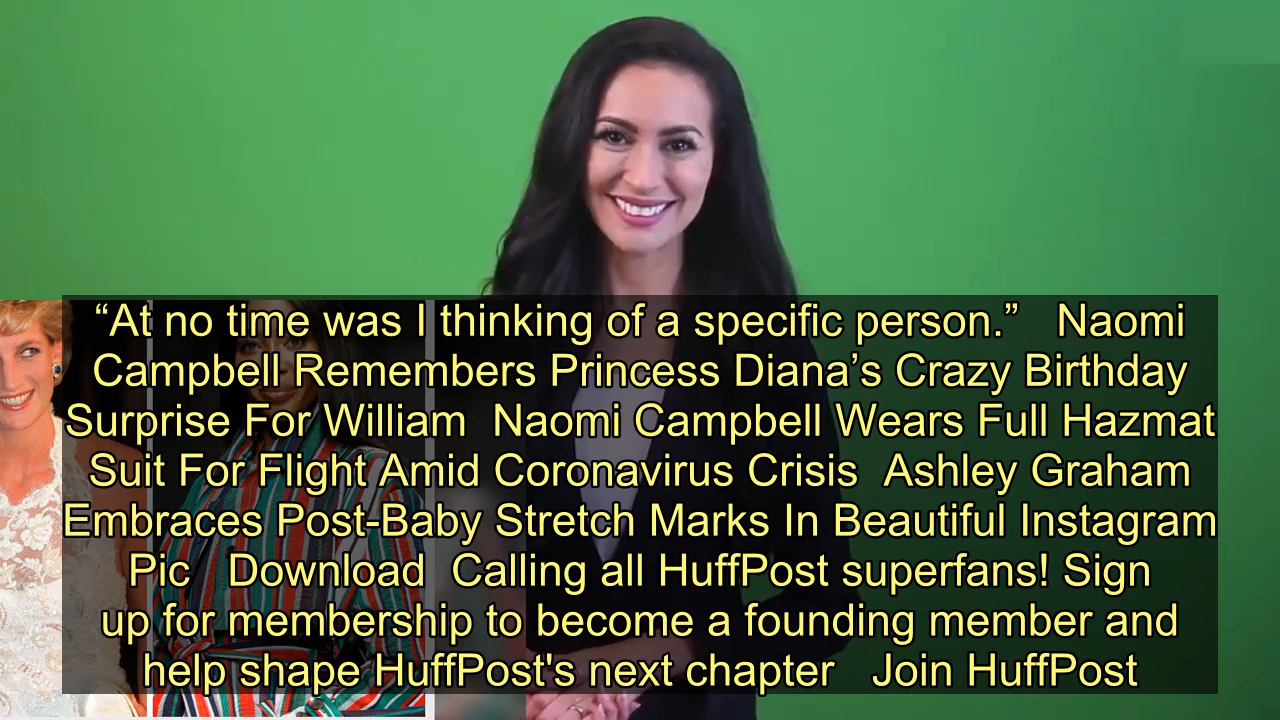 “At no time was I thinking of a specific person.”   Naomi
Campbell Remembers Princess Diana’s Crazy Birthday
Surprise For William  Naomi Campbell Wears Full Hazmat
Suit For Flight Amid Coronavirus Crisis  Ashley Graham
Embraces Post-Baby Stretch Marks In Beautiful Instagram
Pic   Download  Calling all HuffPost superfans! Sign
up for membership to become a founding member and
help shape HuffPost's next chapter   Join HuffPost